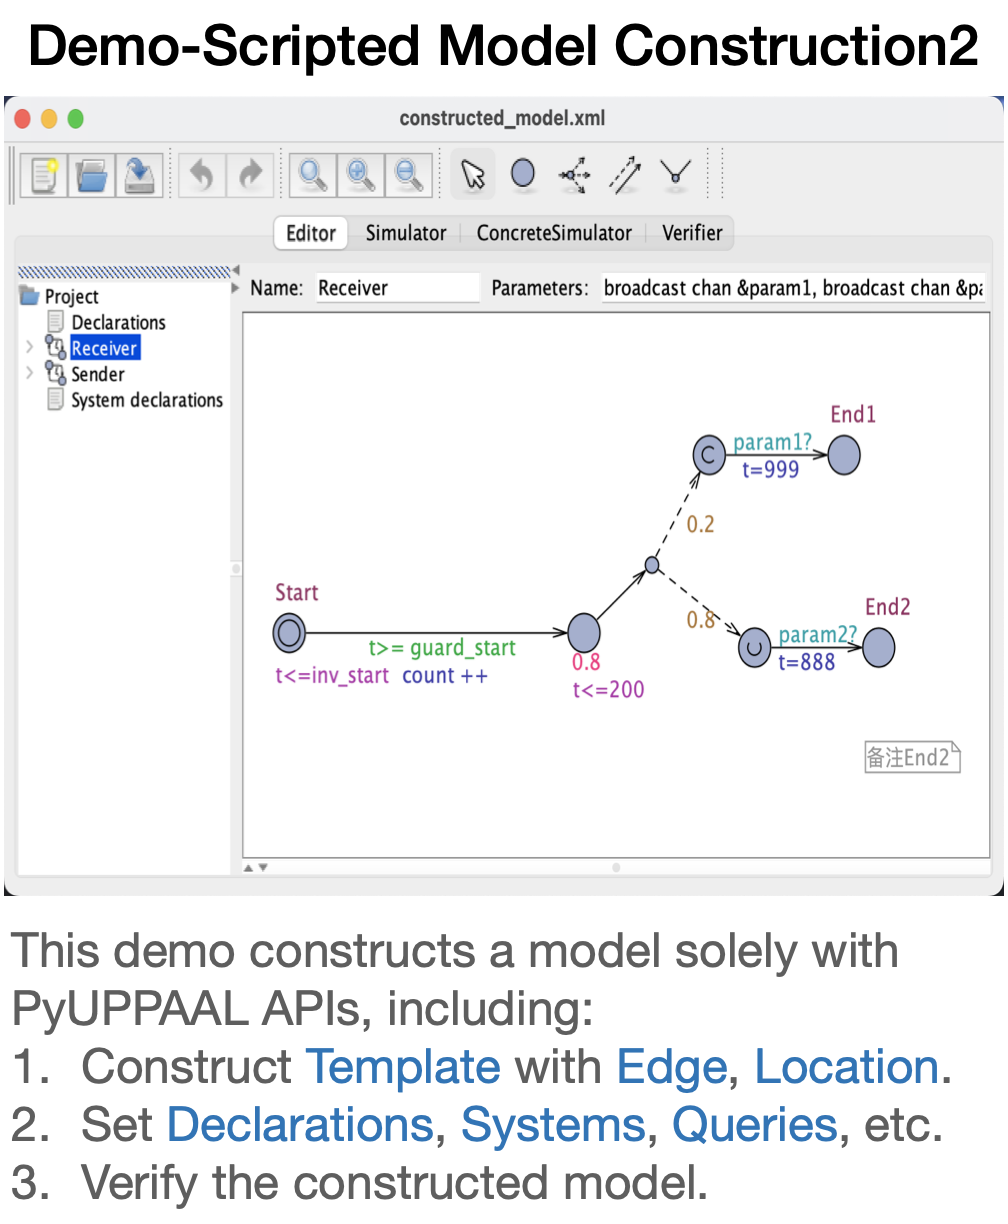 Demo-Scripted Model Construction2
constructed_model.xml
Editor Simulator ConcreteSimulator Verifier
Project
Declarations
Receiver
Sender
System declarations
Name: Receiver Parameters: broadcast chan &param1, broadcast chan &pa
End1
param1?
C
t=999
0.2
Start
End2
0.8
param2?
U
t>= guard_start
t=888
0.8
t<=inv_start count ++
t<=200
备注End2
This demo constructs a model solely with
PyUPPAAL APIs, including:
1. Construct Template with Edge, Location.
2. Set Declarations, Systems, Queries, etc.
3. Verify the constructed model.